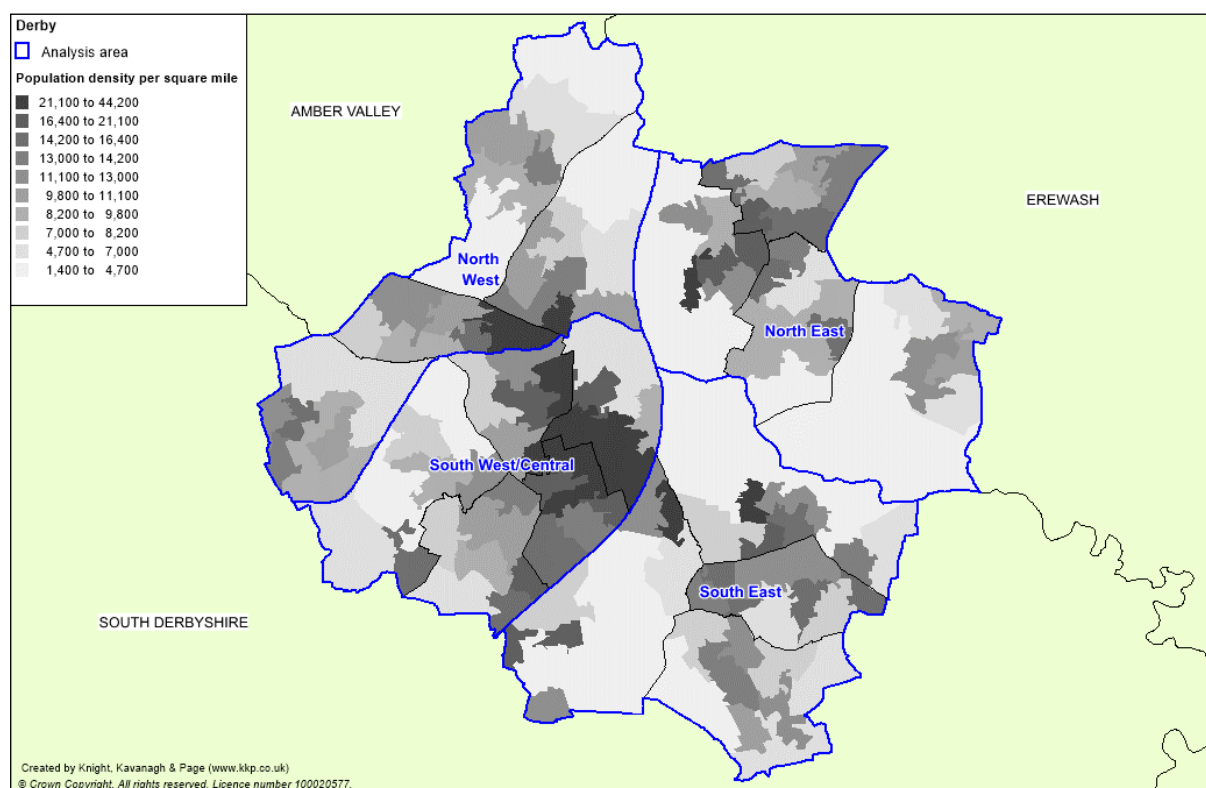 Derby
Analysis area
Population density per square mile
21,100 to 44,200
16,400 to 21,100
14,200 to 16,400
13,000 to 14,200
11,100 to 13,000
9,800 to 11,100
8,200 to 9,800
7,000 to 8,200
4,700 to 7,000
1,400 to 4,700
AMBER VALLEY
EREWASH
North
West
North East
South West/Central
South East
SOUTH DERBYSHIRE
Created by Knight, Kavanagh & Page (www.kkp.co.uk)
© Crown Copyright. All rights reserved. Licence number 100020577.